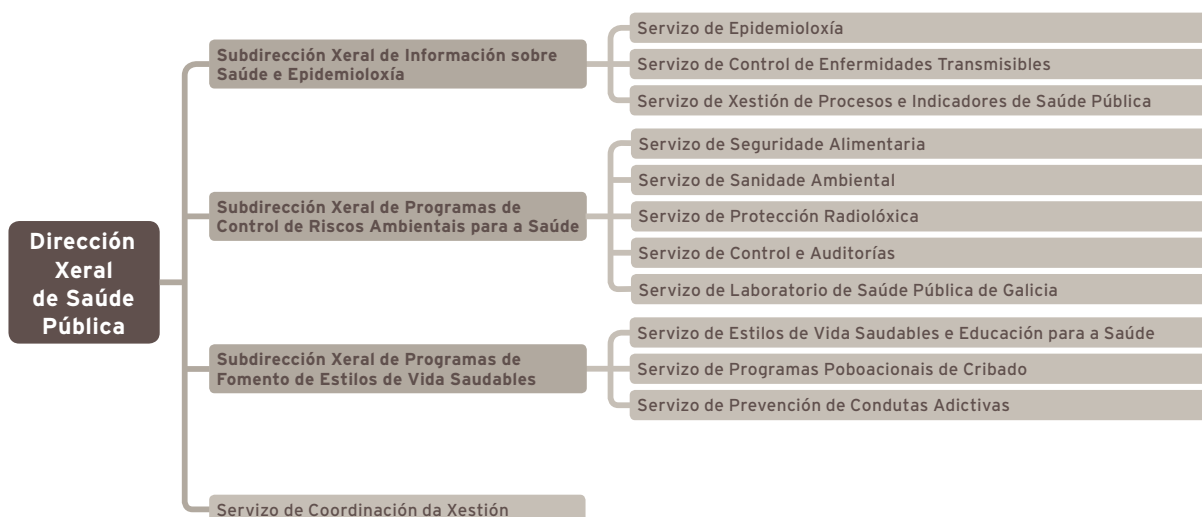 Dirección
Xeral
de Saúde
Pública
Subdirección Xeral de Información sobre
Saúde e Epidemioloxía
Servizo de Epidemioloxía
Servizo de Control de Enfermidades Transmisibles
Servizo de Xestión de Procesos e Indicadores de Saúde Pública
Subdirección Xeral de Programas de
Control de Riscos Ambientais para a Saúde
Servizo de Seguridade Alimentaria
Servizo de Sanidade Ambiental
Servizo de Protección Radiolóxica
Servizo de Control e Auditorías
Servizo de Laboratorio de Saúde Pública de Galicia
Subdirección Xeral de Programas de
Fomento de Estilos de Vida Saudables
Servizo de Estilos de Vida Saudables e Educación para a Saúde
Servizo de Programas Poboacionais de Cribado
Servizo de Prevención de Condutas Adictivas
Servizo de Coordinación da Xestión